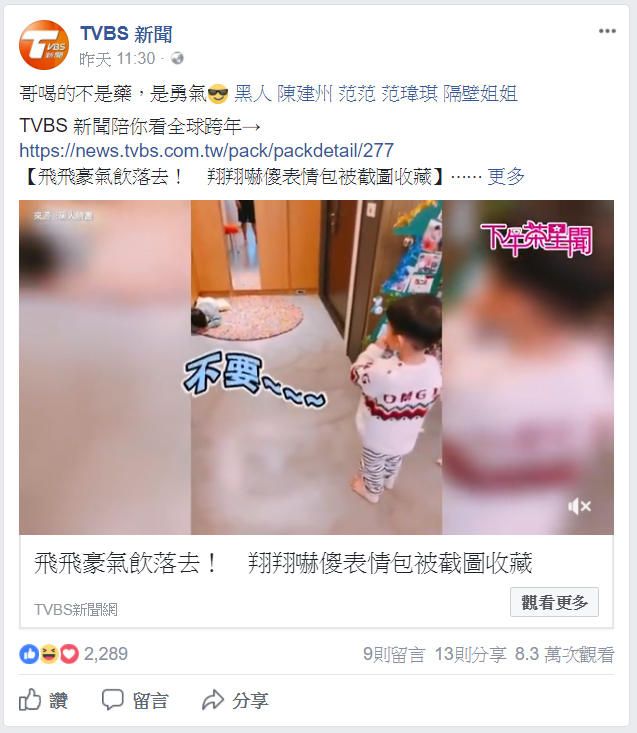 TVBS 新聞
昨天 11:30
哥喝的不是藥，是勇氣😎 黑人 陳建州 范范 范瑋琪 隔壁姐姐
TVBS 新聞陪你看全球跨年→
https://news.tvbs.com.tw/pack/packdetail/277
【飛飛豪氣飲落去！　翔翔嚇傻表情包被截圖收藏】…… 更多
下午茶星聞
不要~~~~
OMG!
飛飛豪氣飲落去！　翔翔嚇傻表情包被截圖收藏
TVBS新聞網
觀看更多
2,289
9則留言 13則分享 8.3 萬次觀看
讚 留言 分享